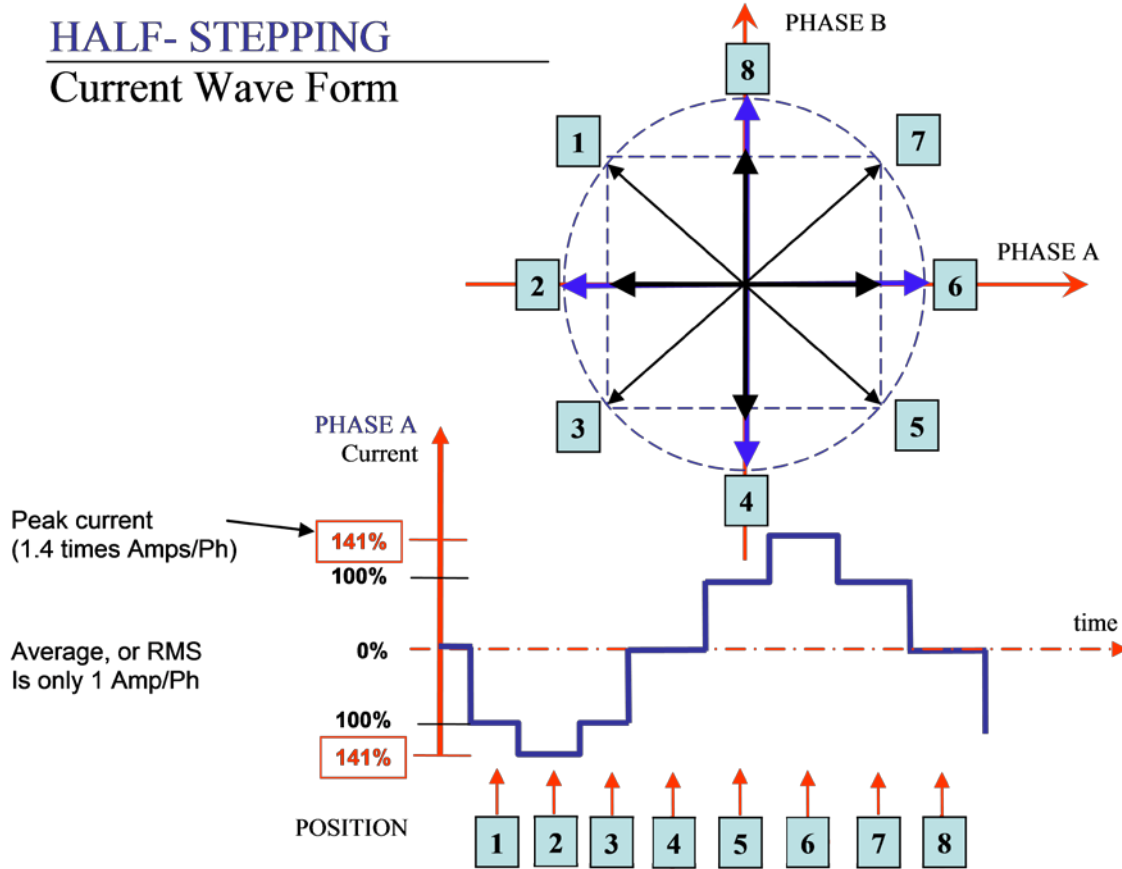 HALF- STEPPING
Current Wave Form
PHASE B
8
1
7
PHASE A
2
6
3
5
4
PHASE A
Current
Peak current
(1.4 times Amps/Ph)
141%
100%
time
Average, or RMS
Is only 1 Amp/Ph
0%
100%
141%
POSITION
1 2 3 4 5 6 7 8